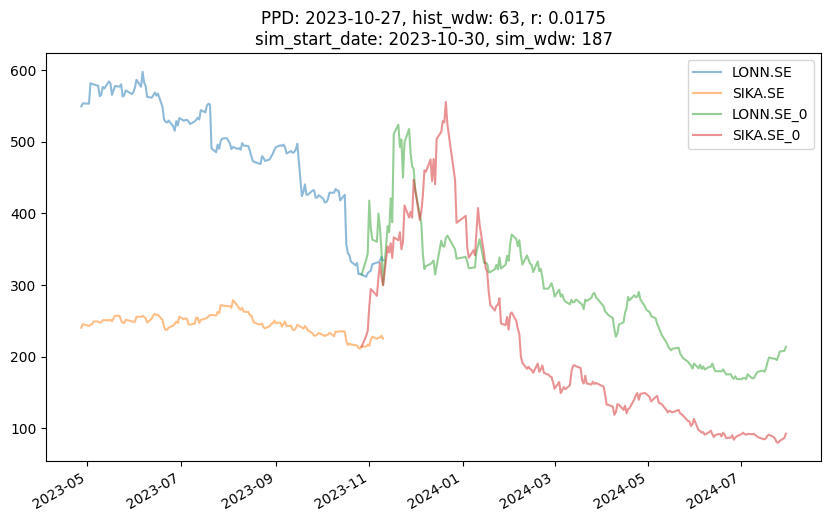 PPD: 2023-10-27, hist_wdw: 63, r: 0.0175
sim_start_date: 2023-10-30, sim_wdw: 187
LONN.SE
SIKA.SE
LONN.SE_0
SIKA.SE_0
600
500
400
300
200
100
2023-05
2023-07
2023-09
2023-11
2024-01
2024-03
2024-05
2024-07